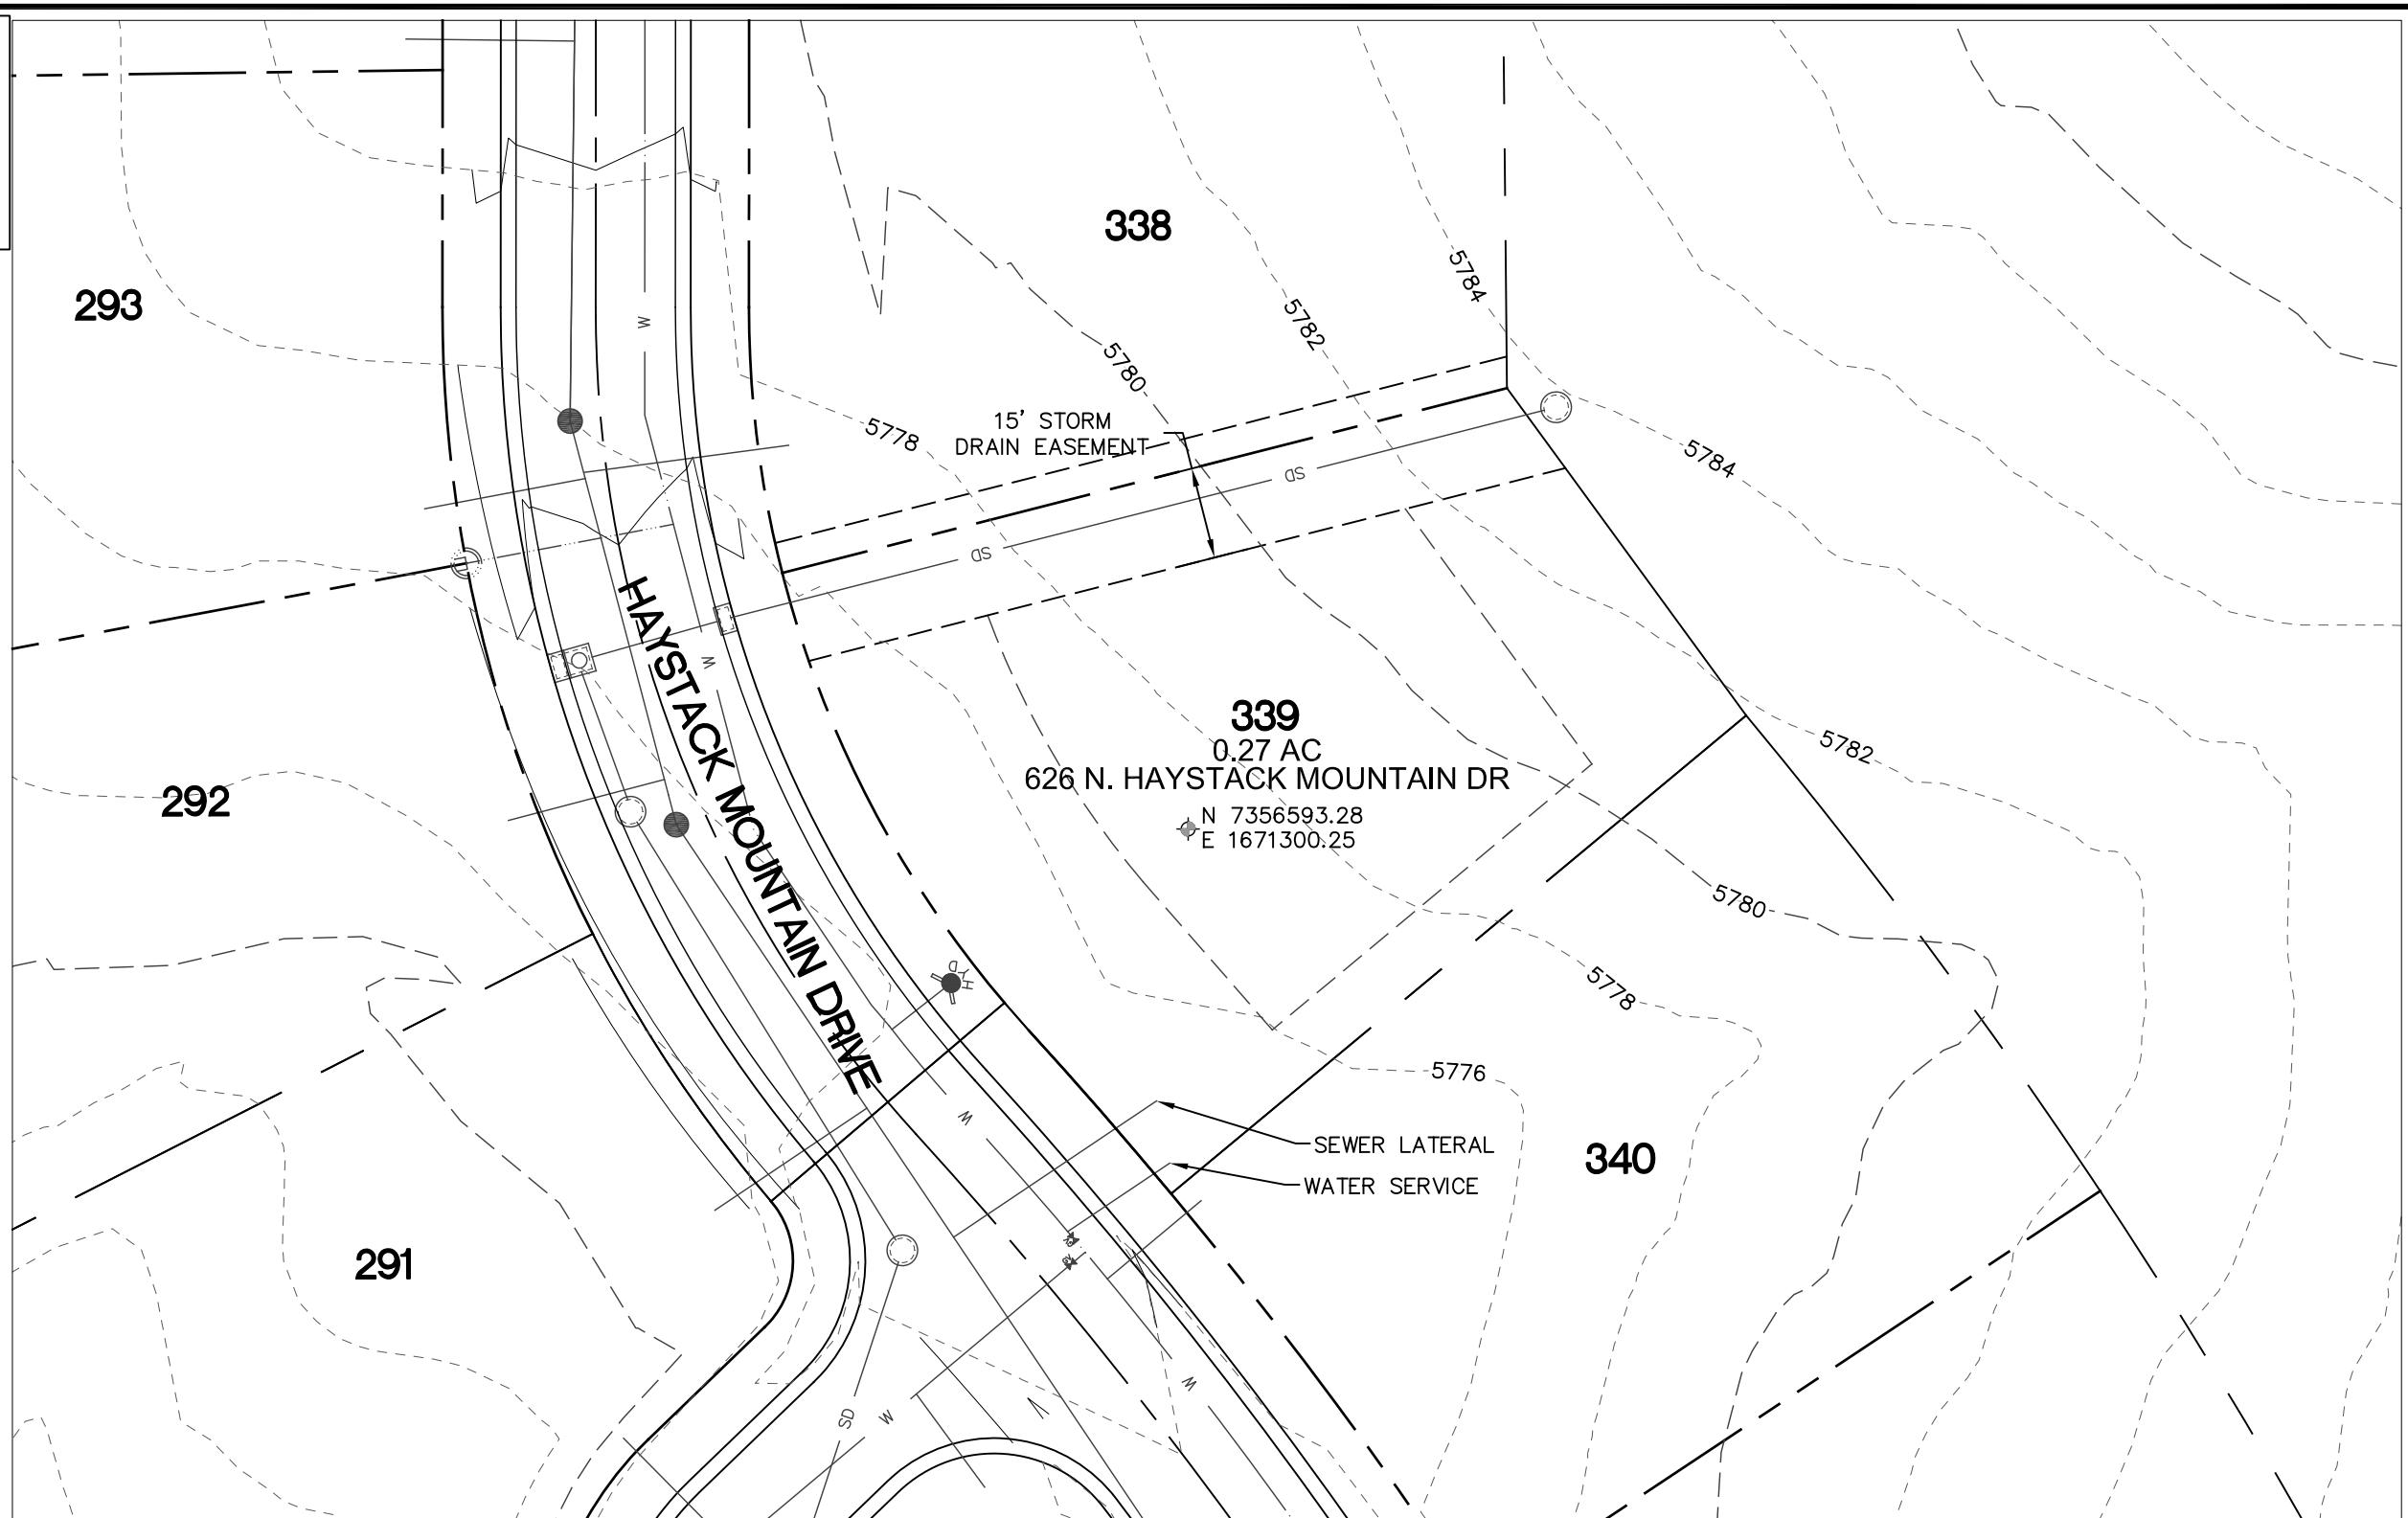 338
293
W
5784
5782
5780
15' STORM
DRAIN EASEMENT
5778
5784
SD
SD
HAYSTACK MOUNTAIN DRIVE
W
339
0.27 AC
626 N. HAYSTACK MOUNTAIN DR
N 7356593.28
E 1671300.25
5782
292
5780
HYD
5778
5776
W
SEWER LATERAL
WATER SERVICE
340
291
W
SD
W